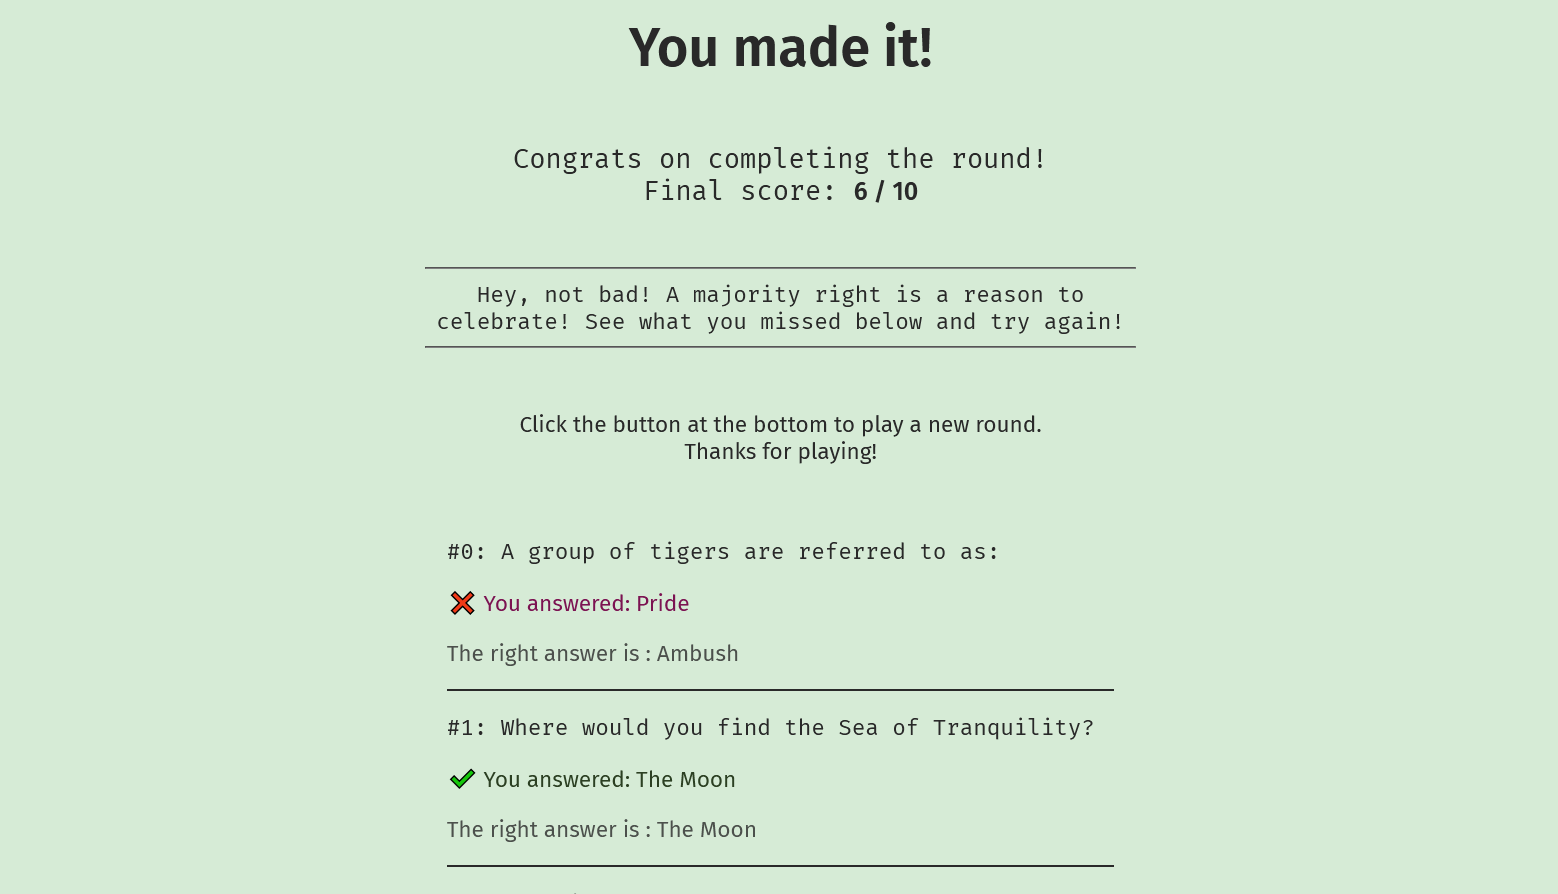 You made it!
Congrats on completing the round!
Final score: 6 / 10
Hey, not bad! A majority right is a reason to
celebrate! See what you missed below and try again!
Click the button at the bottom to play a new round.
Thanks for playing!
#0: A group of tigers are referred to as:
You answered: Pride
The right answer is : Ambush
#1: Where would you find the Sea of Tranquility?
You answered: The Moon
The right answer is : The Moon